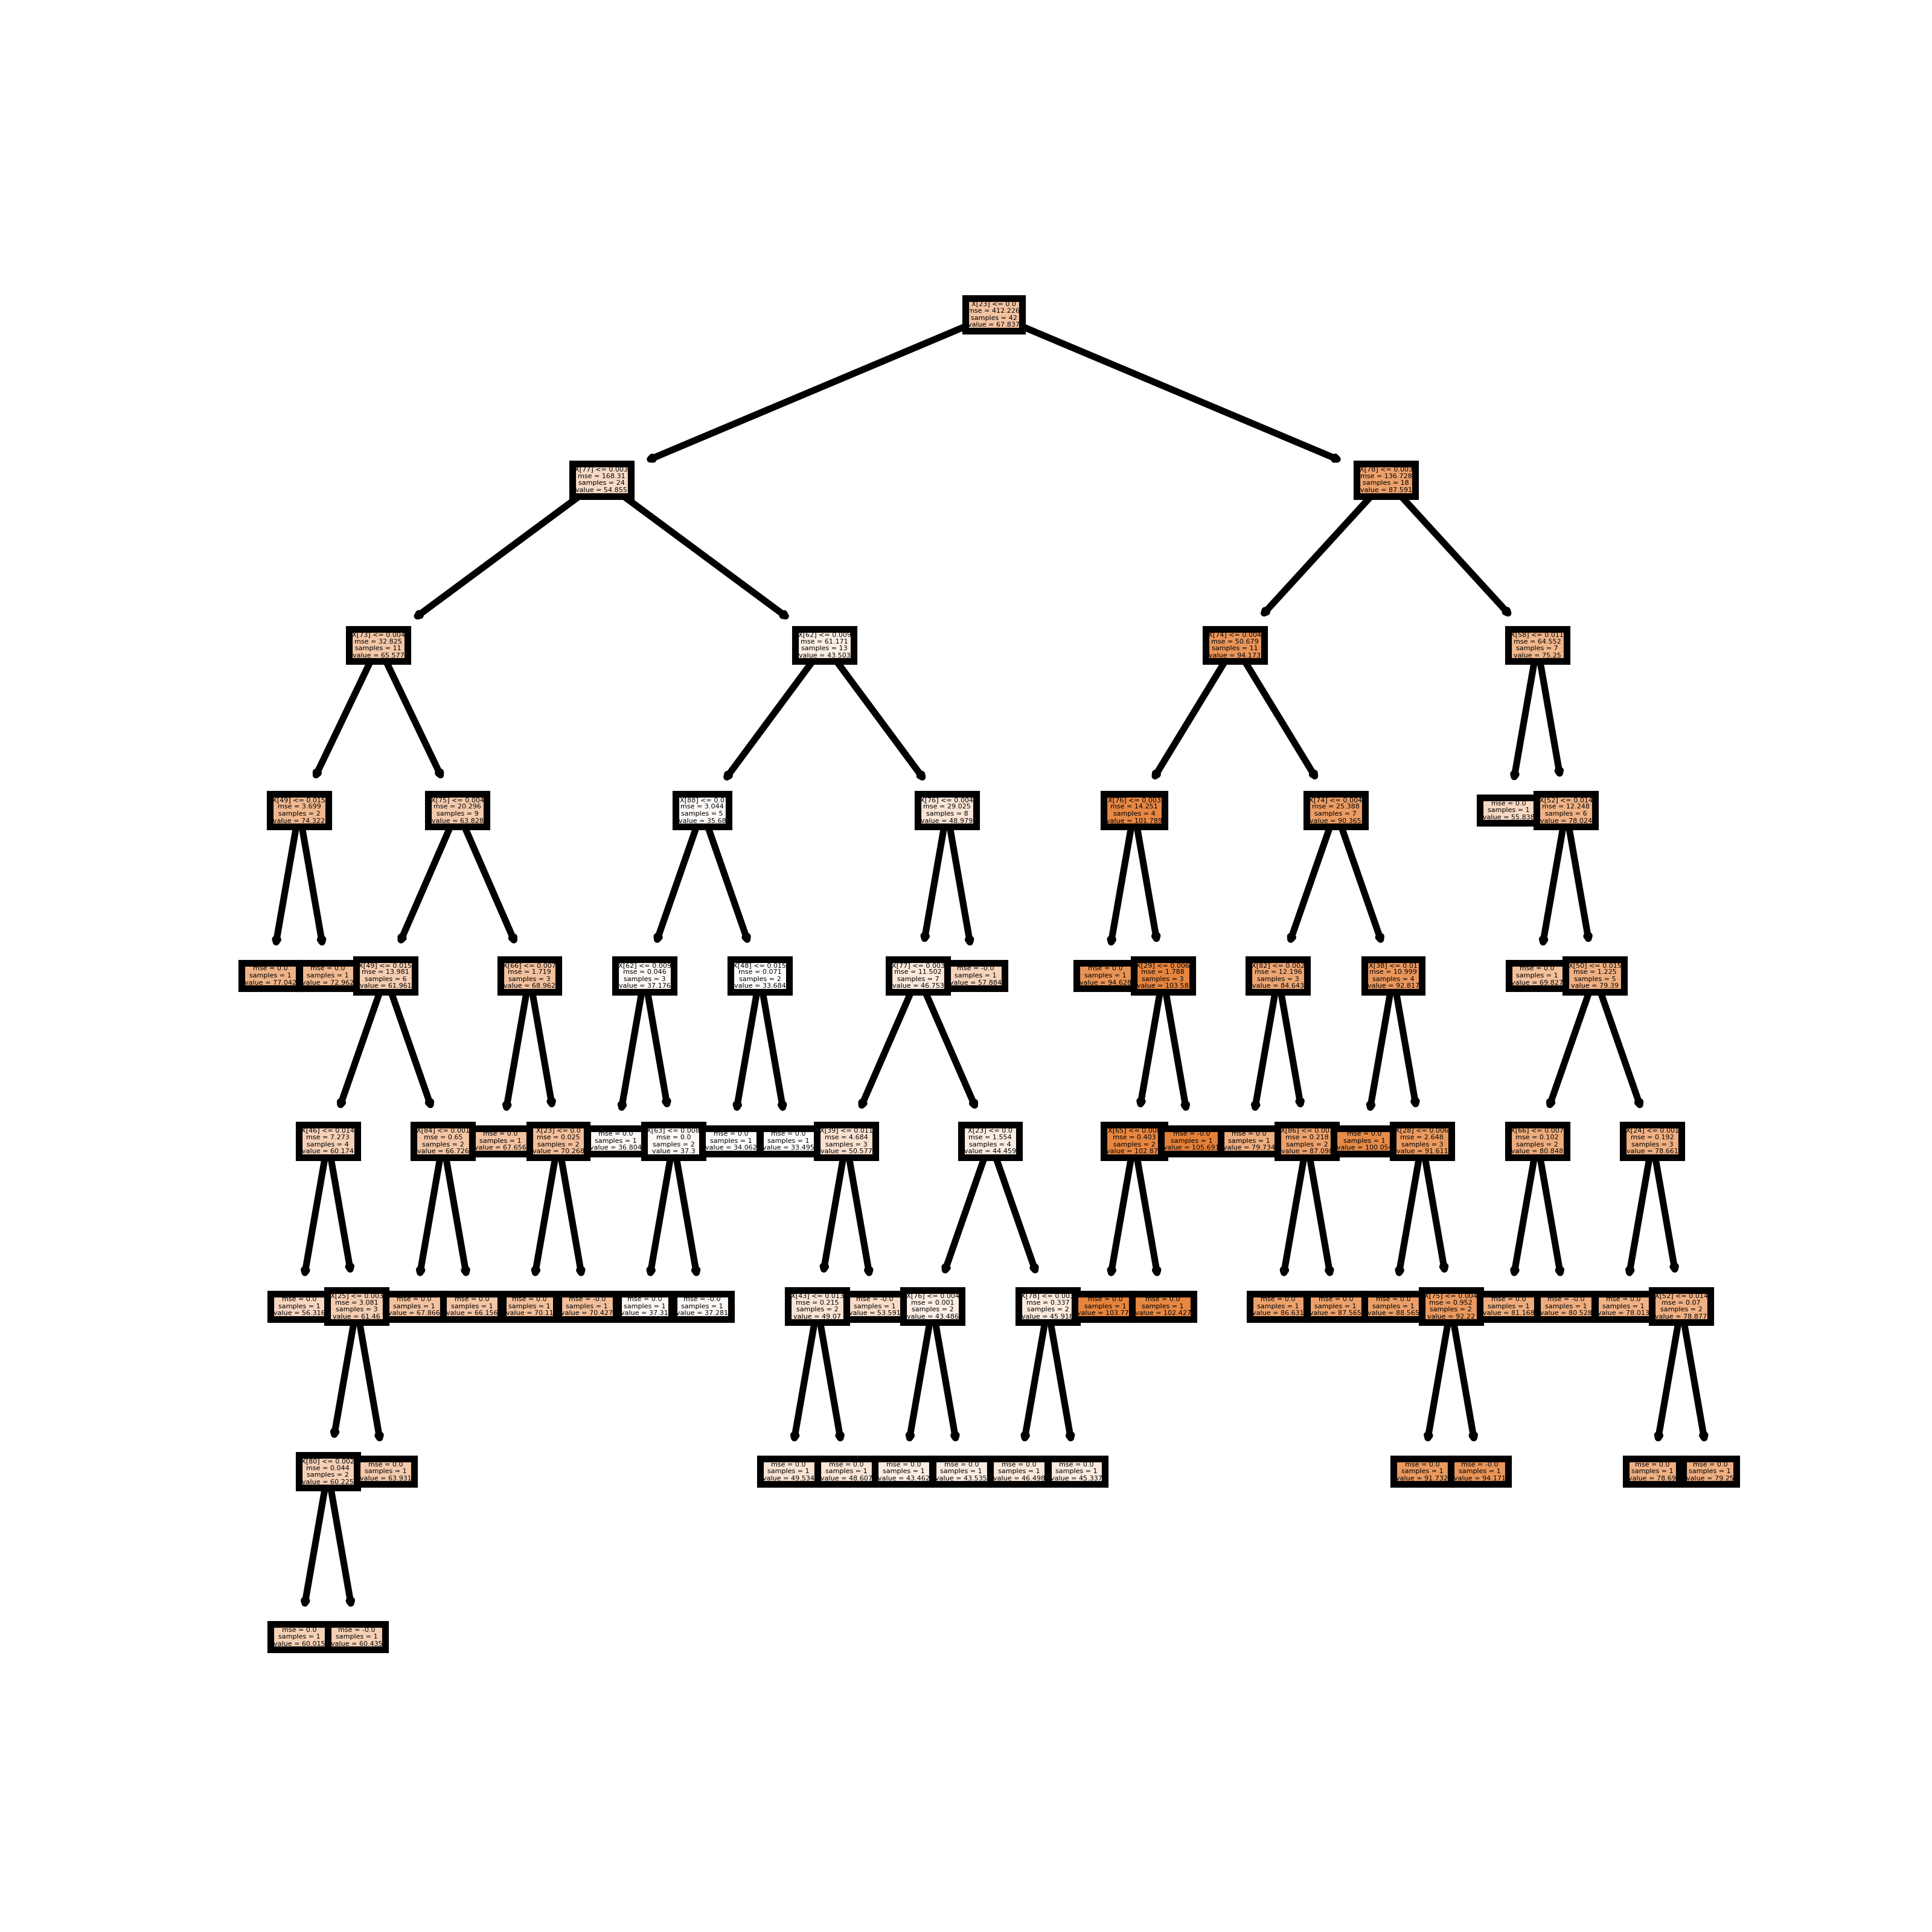 X[23] <= 0.0
mse = 412.226
samples = 42
value = 67.837
X[77] <= 0.003
mse = 168.31
samples = 24
value = 54.855
X[78] <= 0.003
mse = 136.728
samples = 18
value = 87.591
X[73] <= 0.004
mse = 32.825
samples = 11
value = 65.577
X[62] <= 0.009
mse = 61.171
samples = 13
value = 43.503
X[74] <= 0.004
mse = 50.679
samples = 11
value = 94.173
X[58] <= 0.011
mse = 64.552
samples = 7
value = 75.25
X[49] <= 0.015
mse = 3.699
samples = 2
value = 74.322
X[75] <= 0.004
mse = 20.296
samples = 9
value = 63.828
X[88] <= 0.0
mse = 3.044
samples = 5
value = 35.68
X[76] <= 0.004
mse = 29.025
samples = 8
value = 48.979
X[76] <= 0.003
mse = 14.251
samples = 4
value = 101.789
X[74] <= 0.004
mse = 25.388
samples = 7
value = 90.365
mse = 0.0
samples = 1
value = 55.838
X[52] <= 0.014
mse = 12.248
samples = 6
value = 78.024
mse = 0.0
samples = 1
value = 77.042
mse = 0.0
samples = 1
value = 72.962
X[49] <= 0.015
mse = 13.981
samples = 6
value = 61.961
X[66] <= 0.007
mse = 1.719
samples = 3
value = 68.962
X[62] <= 0.009
mse = 0.046
samples = 3
value = 37.176
X[48] <= 0.015
mse = 0.071
samples = 2
value = 33.684
X[77] <= 0.003
mse = 11.502
samples = 7
value = 46.753
mse = -0.0
samples = 1
value = 57.884
mse = 0.0
samples = 1
value = 94.628
X[29] <= 0.006
mse = 1.788
samples = 3
value = 103.58
X[82] <= 0.002
mse = 12.196
samples = 3
value = 84.643
X[38] <= 0.01
mse = 10.999
samples = 4
value = 92.817
mse = 0.0
samples = 1
value = 69.827
X[50] <= 0.015
mse = 1.225
samples = 5
value = 79.39
X[46] <= 0.014
mse = 7.273
samples = 4
value = 60.174
X[84] <= 0.001
mse = 0.65
samples = 2
value = 66.726
mse = 0.0
samples = 1
value = 67.656
X[23] <= 0.0
mse = 0.025
samples = 2
value = 70.268
mse = 0.0
samples = 1
value = 36.804
X[63] <= 0.008
mse = 0.0
samples = 2
value = 37.3
mse = 0.0
samples = 1
value = 34.062
mse = 0.0
samples = 1
value = 33.495
X[39] <= 0.011
mse = 4.684
samples = 3
value = 50.577
X[23] <= 0.0
mse = 1.554
samples = 4
value = 44.459
X[65] <=
mse = 0.403
samples = 2
value = 102.87
mse = -0.0
samples = 1
value = 105.697
mse = 0.0
samples = 1
value = 79.734
X[86] <= 0.001
mse = 0.218
samples = 2
value = 87.098
mse = 0.0
samples = 1
value =
X[28] <= 0.006
mse = 2.648
samples = 3
value = 91.611
X[66] <= 0.007
mse = 0.102
samples = 2
value = 80.848
X[24] <= 0.001
mse = 0.192
samples = 3
value = 78.661
mse = 0.0
samples = 1
value = 56.316
X[25] <= 0.003
mse = 3.081
samples = 3
value = 61.46
mse = 0.0
samples = 1
value = 67.866
mse = 0.0
samples = 1
value = 66.156
mse = 0.0
samples = 1
value = 70.11
mse = -0.0
samples = 1
value = 70.427
mse = 0.0
samples = 1
value = 37.31
mse = -0.0
samples = 1
value = 37.281
X[43] <= 0.013
mse = 0.215
samples = 2
value = 49.07
mse = -0.0
samples = 1
value = 53.591
X[76] <= 0.004
mse = 0.001
samples = 2
value = 43.486
X[78] <= 0.003
mse = 0.337
samples = 2
value = 45.918
mse = 0.0
samples = 1
value = 103.77
mse = 0.0
samples = 1
value = 102.427
mse = 0.0
samples = 1
value = 86.631
mse = 0.0
samples = 1
value = 87.565
mse = 0.0
samples = 1
value = 88.565
X[75] <= 0.004
mse = 0.952
samples = 2
value = 92.22
mse = 0.0
samples = 1
value = 81.168
mse = -0.0
samples = 1
value = 80.528
mse = 0.0
samples = 1
value = 78.013
X[52] <= 0.014
mse = 0.07
samples = 2
value = 78.877
X[80] <= 0.002
mse = 0.044
samples = 2
value = 60.225
mse = 0.0
samples = 1
value = 63.931
mse = 0.0
samples = 1
value = 49.534
mse = 0.0
samples = 1
value = 48.607
mse = 0.0
samples = 1
value = 43.462
mse = 0.0
samples = 1
value = 43.535
mse = 0.0
samples = 1
value = 46.498
mse = 0.0
samples = 1
value = 45.337
mse = 0.0
samples = 1
value = 91.732
mse = -0.0
samples = 1
value = 94.171
mse = 0.0
samples = 1
value = 78.69
mse = 0.0
samples = 1
value = 79.25
mse = 0.0
samples = 1
value = 60.015
mse = -0.0
samples = 1
value = 60.435